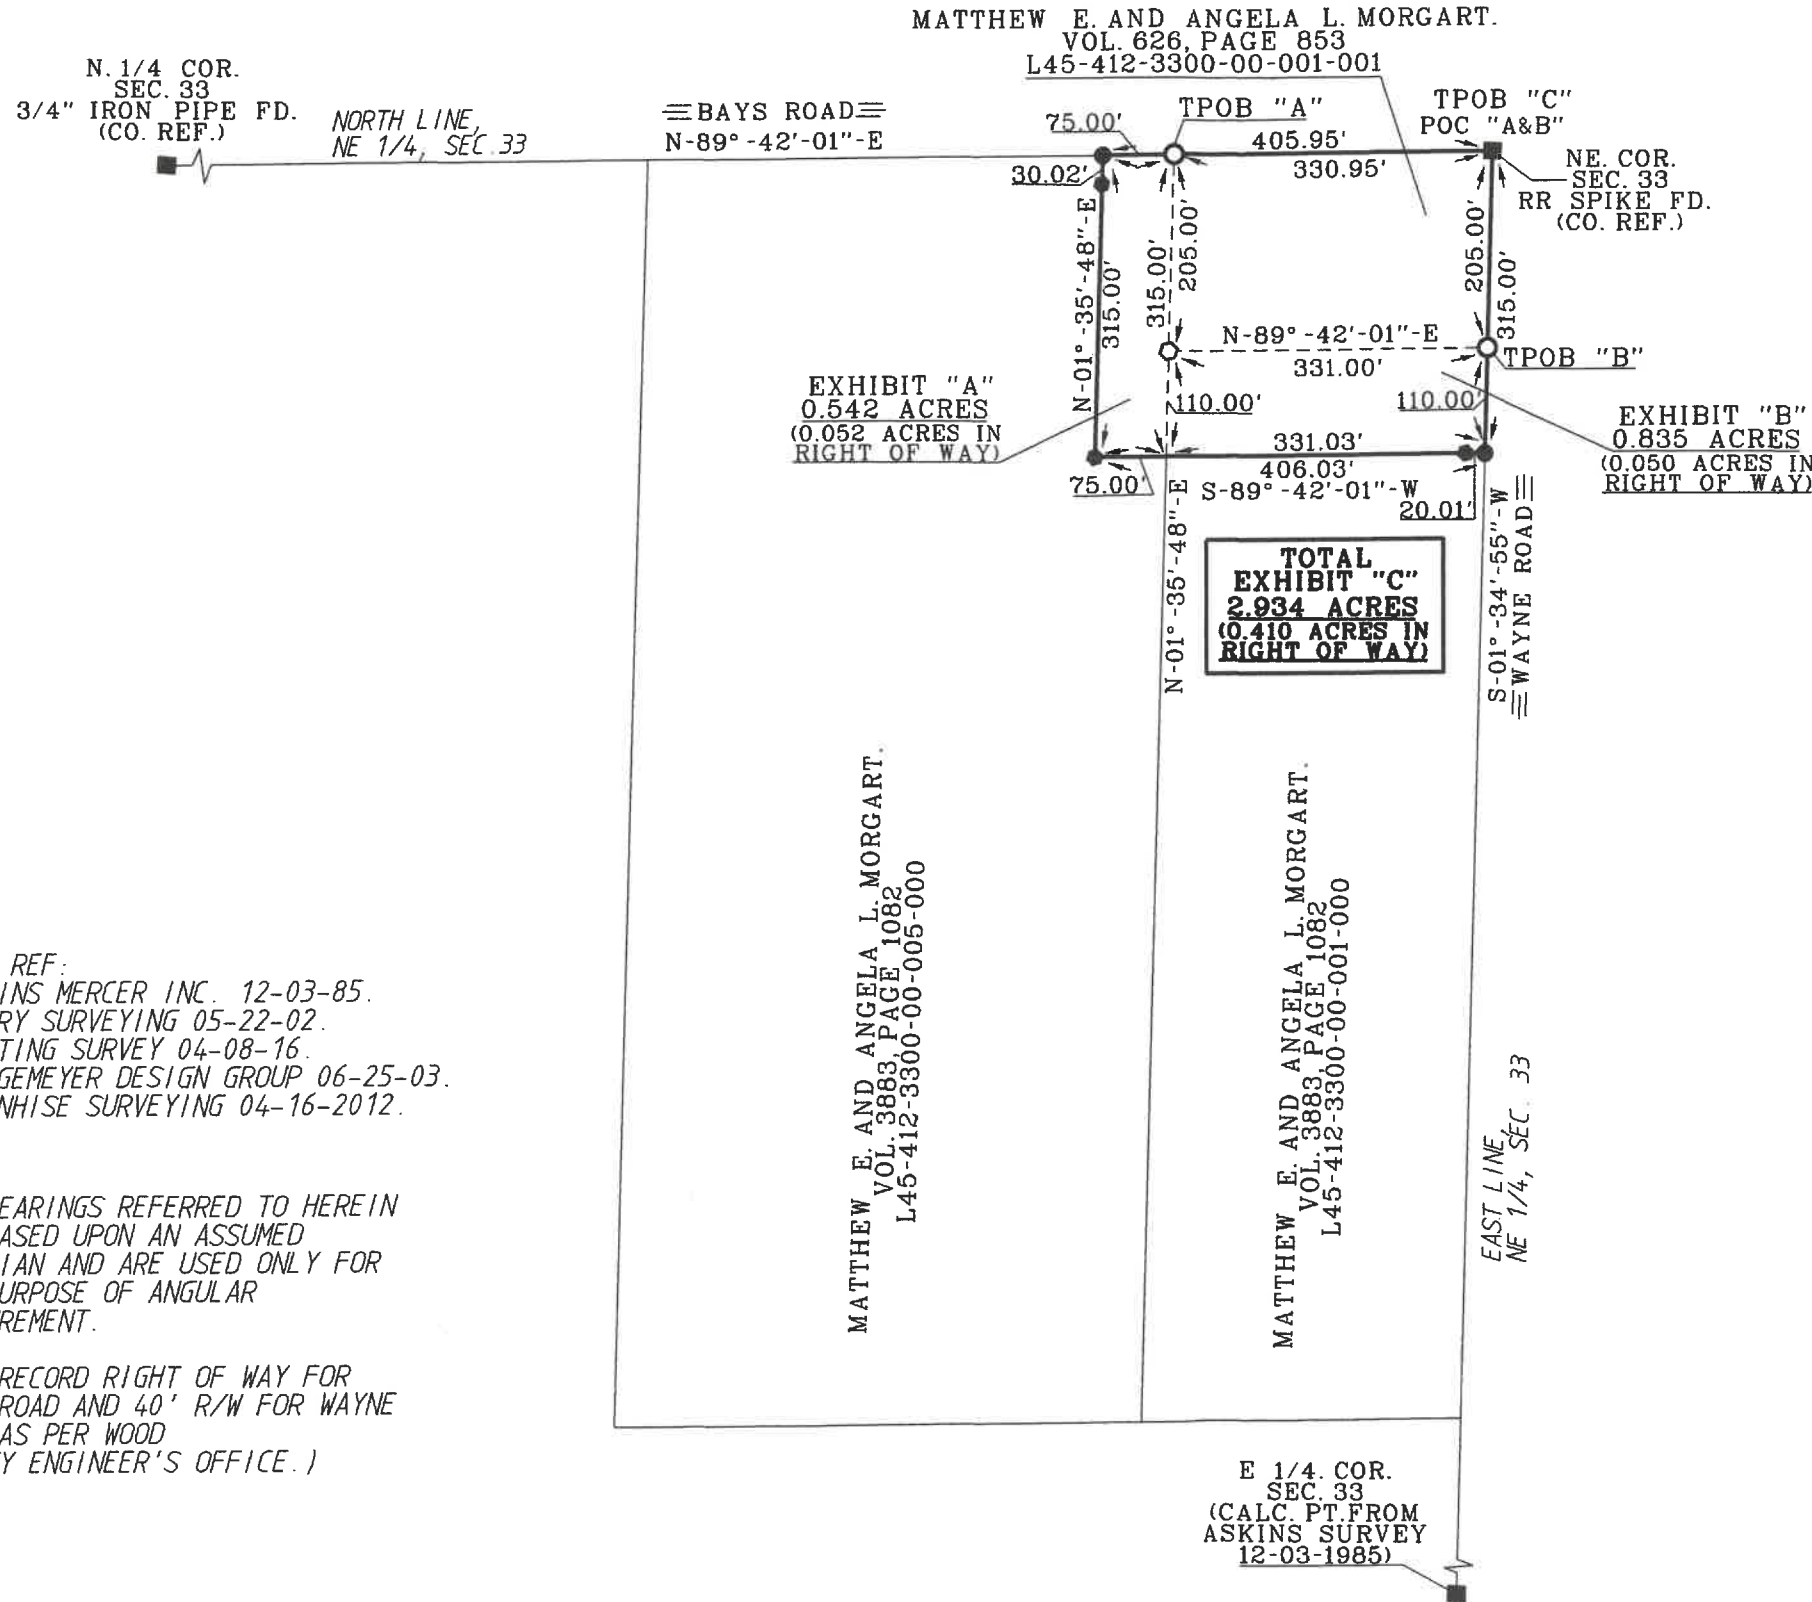 MATTHEW E. AND ANGELA L. MORGART.
VOL. 626, PAGE 853
L45-412-3300-00-001-001
N. 1/4 COR.
SEC. 33
3/4" IRON PIPE FD.
(CO. REF.)
NORTH LINE,
NE 1/4, SEC.33
BAYS ROAD
N-89°-42'-01"-E
75.00'
TPOB "A"
405.95'
330.95'
TPOB "C"
POC "A&B"
NE. COR.
SEC. 33
RR SPIKE FD.
(CO. REF.)
30.02'
N-01°-35'-48"-E
315.00'
315.00'
205.00'
205.00'
315.00'
N-89°-42'-01"-E
331.00'
TPOB "B"
EXHIBIT "A"
0.542 ACRES
(0.052 ACRES IN
RIGHT OF WAY)
110.00'
110.00'
EXHIBIT "B"
0.835 ACRES
(0.050 ACRES IN
RIGHT OF WAY)
331.03'
406.03'
75.00'
S-89°-42'-01"-W
20.01'
N-01°-35'-48"-E
TOTAL
EXHIBIT "C"
2.934 ACRES
(0.410 ACRES IN
RIGHT OF WAY)
S-01°-34'-55"-W
WAYNE ROAD
MATTHEW E. AND ANGELA L. MORGART.
VOL. 3883, PAGE 1082
L45-412-3300-00-005-000
MATTHEW E. AND ANGELA L. MORGART.
VOL. 3883, PAGE 1082
L45-412-3300-00-001-000
EAST LINE,
NE 1/4, SEC. 33
REF:
INS MERCER INC. 12-03-85.
RY SURVEYING 05-22-02.
TING SURVEY 04-08-16.
GEMEYER DESIGN GROUP 06-25-03.
NHISE SURVEYING 04-16-2012.
EARINGS REFERRED TO HEREIN
ASED UPON AN ASSUMED
IAN AND ARE USED ONLY FOR
URPOSE OF ANGULAR
REMENT.
RECORD RIGHT OF WAY FOR
ROAD AND 40' R/W FOR WAYNE
AS PER WOOD
Y ENGINEER'S OFFICE.)
E 1/4. COR.
SEC. 33
(CALC. PT.FROM
ASKINS SURVEY
12-03-1985)